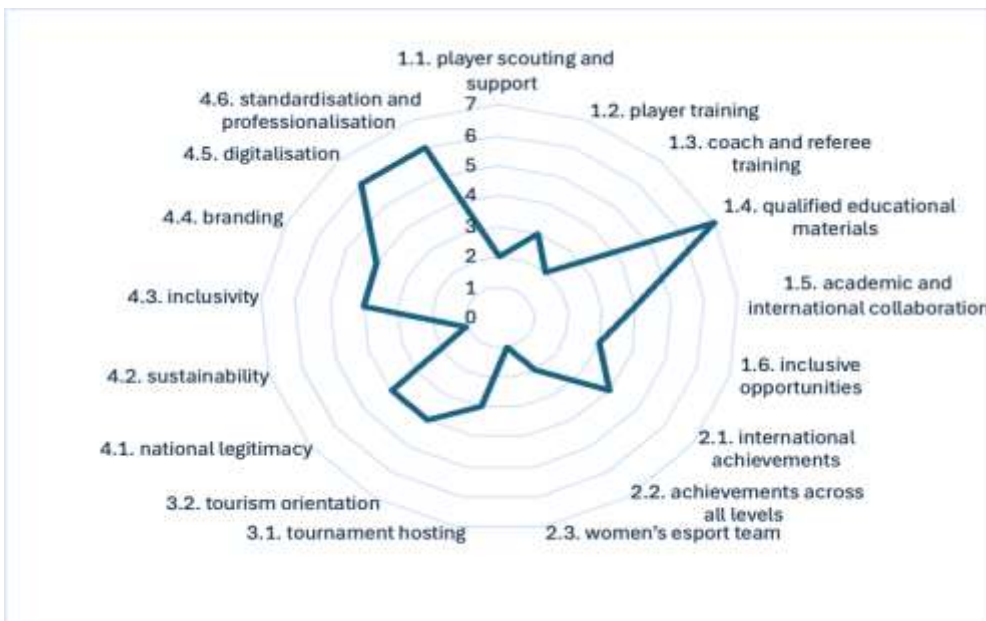 1.1. player scouting and
support
1.2. player training
1.3. coach and referee
training
1.4. qualified educational
materials
1.5. academic and
international collaboration
1.6. inclusive
opportunities
2.1. international
achievements
2.2. achievements across
all levels
2.3. women's esport team
3.1. tournament hosting
3.2. tourism orientation
4.1. national legitimacy
4.2. sustainability
4.3. inclusivity
4.4. branding
4.5. digitalisation
4.6. standardisation and
professionalisation
7
6
5
4
3
2
1
0